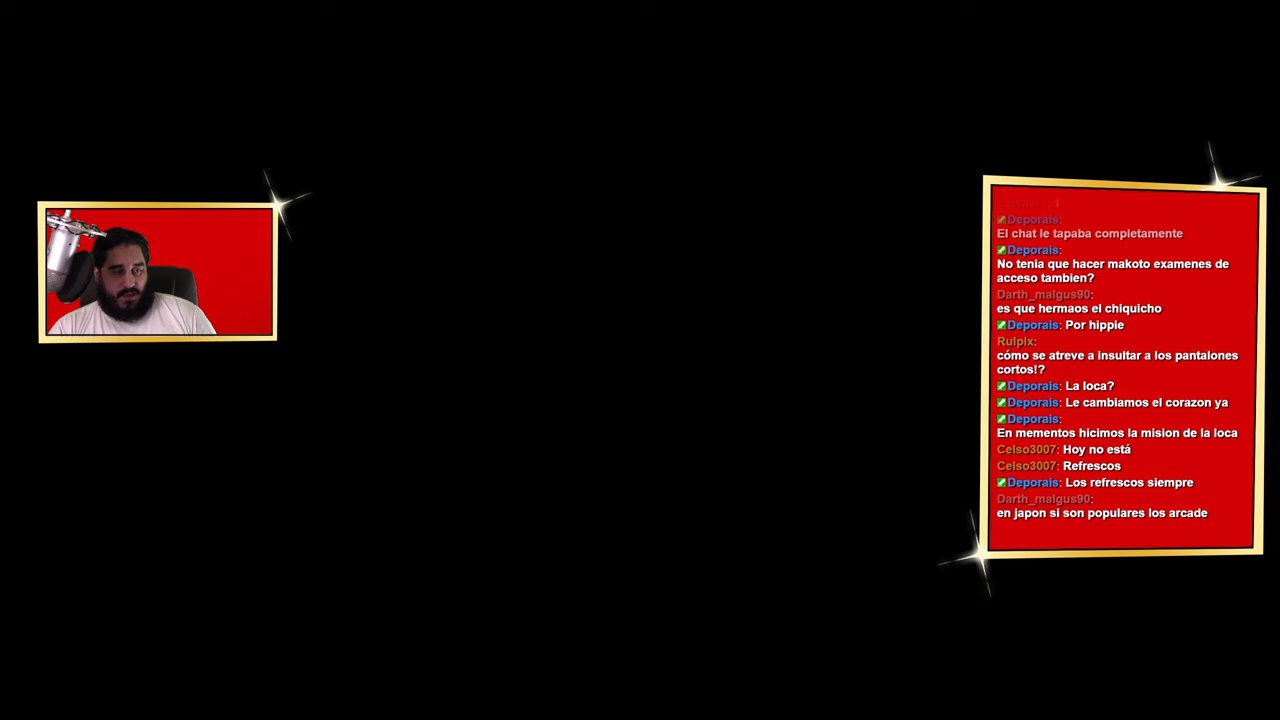 Deporais:
El chat le tapaba completamente
Deporais:
No tenia que hacer makoto examenes de
acceso tambien?
Darth_malgus90:
es que hermaos el chiquicho
Deporais: Por hippie
Rulpix:
cómo se atreve a insultar a los pantalones
cortos!?
Deporais: La loca?
Deporais: Le cambiamos el corazon ya
Deporais:
En mementos hicimos la mision de la loca
Celso3007: Hoy no está
Celso3007: Refrescos
Deporais: Los refrescos siempre
Darth_malgus90:
en japon si son populares los arcade